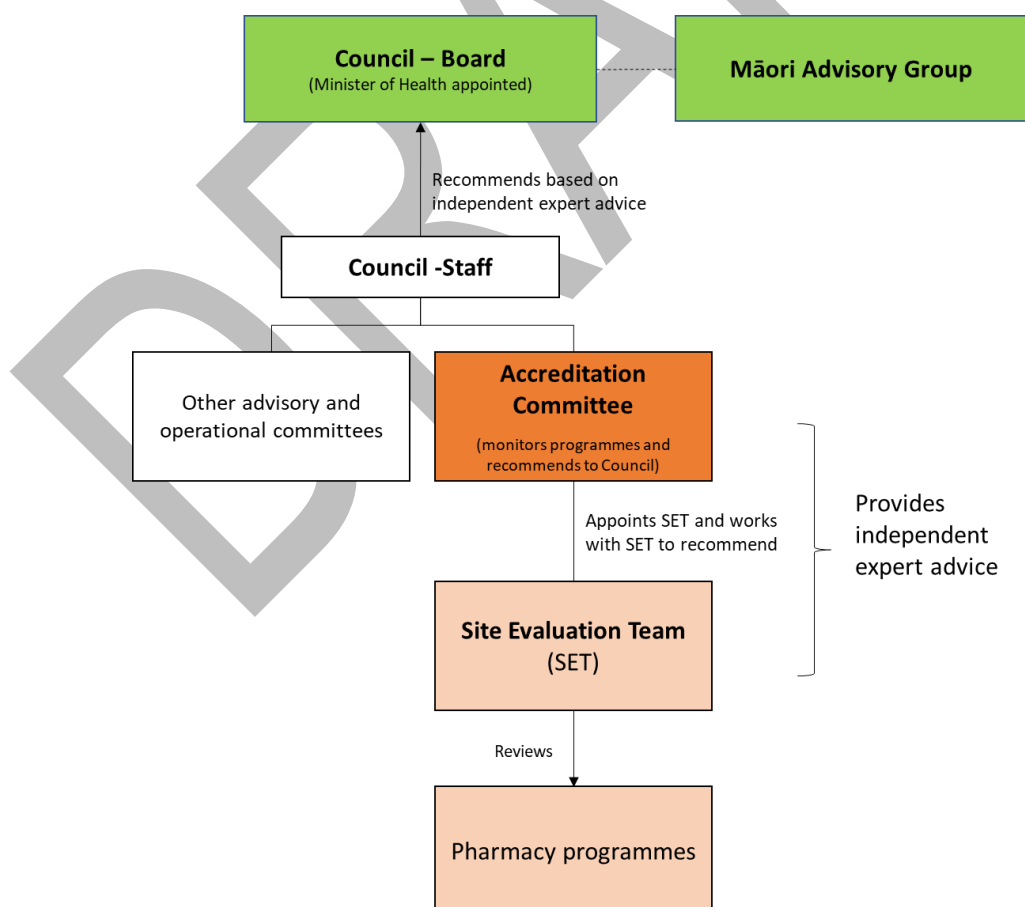 Council – Board
(Minister of Health appointed)
Māori Advisory Group
Recommends based on
independent expert advice
Council -Staff
Other advisory and
operational committees
Accreditation
Committee
(monitors programmes and
recommends to Council)
Appoints SET and works
with SET to recommend
Provides
independent
expert advice
Site Evaluation Team
(SET)
Reviews
Pharmacy programmes
DRA